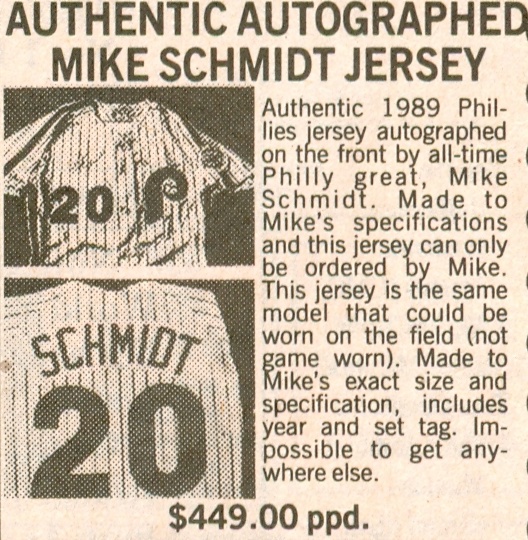 AUTHENTIC AUTOGRAPHED
MIKE SCHMIDT JERSEY
20 P
SCHMIDT
20
Authentic 1989 Phil-
lies jersey autographed
on the front by all-time
Philly great, Mike
Schmidt. Made to
Mike's specifications
and this jersey can only
be ordered by Mike.
This jersey is the same
model that could be
worn on the field (not
game worn). Made to
Mike's exact size and
specification, includes
year and set tag. Im-
possible to get any-
where else.
$449.00 ppd.